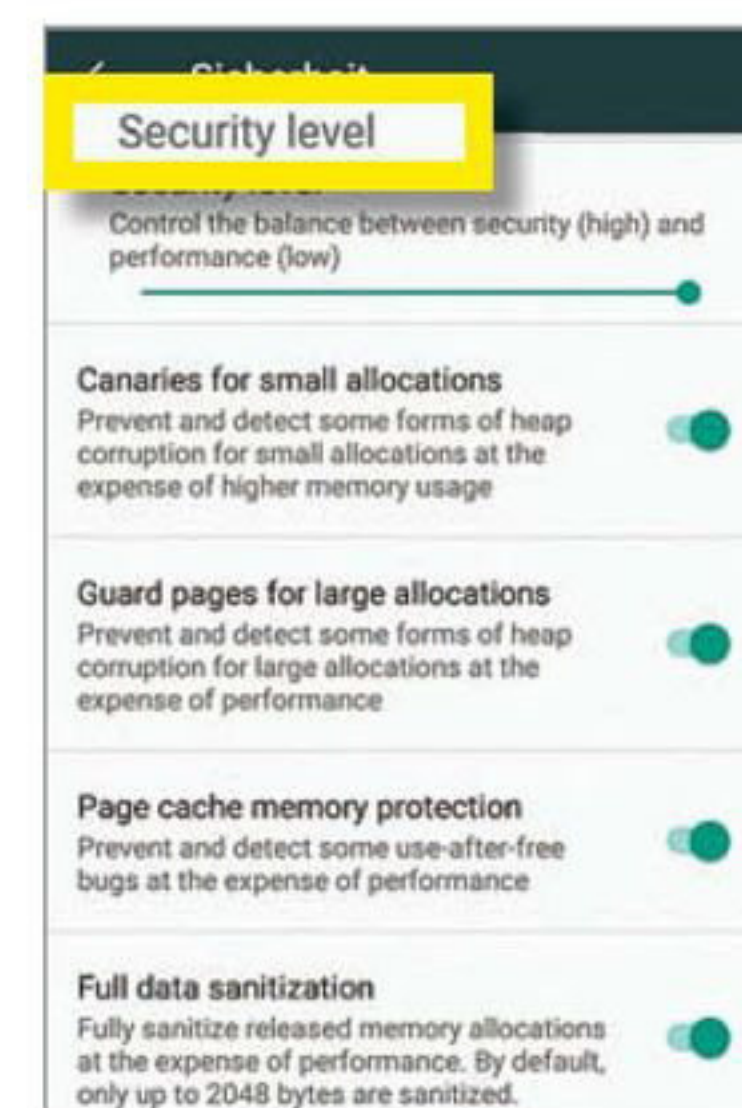 Sicherheit
Security level
Security level
Control the balance between security (high) and
performance (low)
Canaries for small allocations
Prevent and detect some forms of heap
corruption for small allocations at the
expense of higher memory usage
Guard pages for large allocations
Prevent and detect some forms of heap
corruption for large allocations at the
expense of performance
Page cache memory protection
Prevent and detect some use-after-free
bugs at the expense of performance
Full data sanitization
Fully sanitize released memory allocations
at the expense of performance. By default,
only up to 2048 bytes are sanitized.